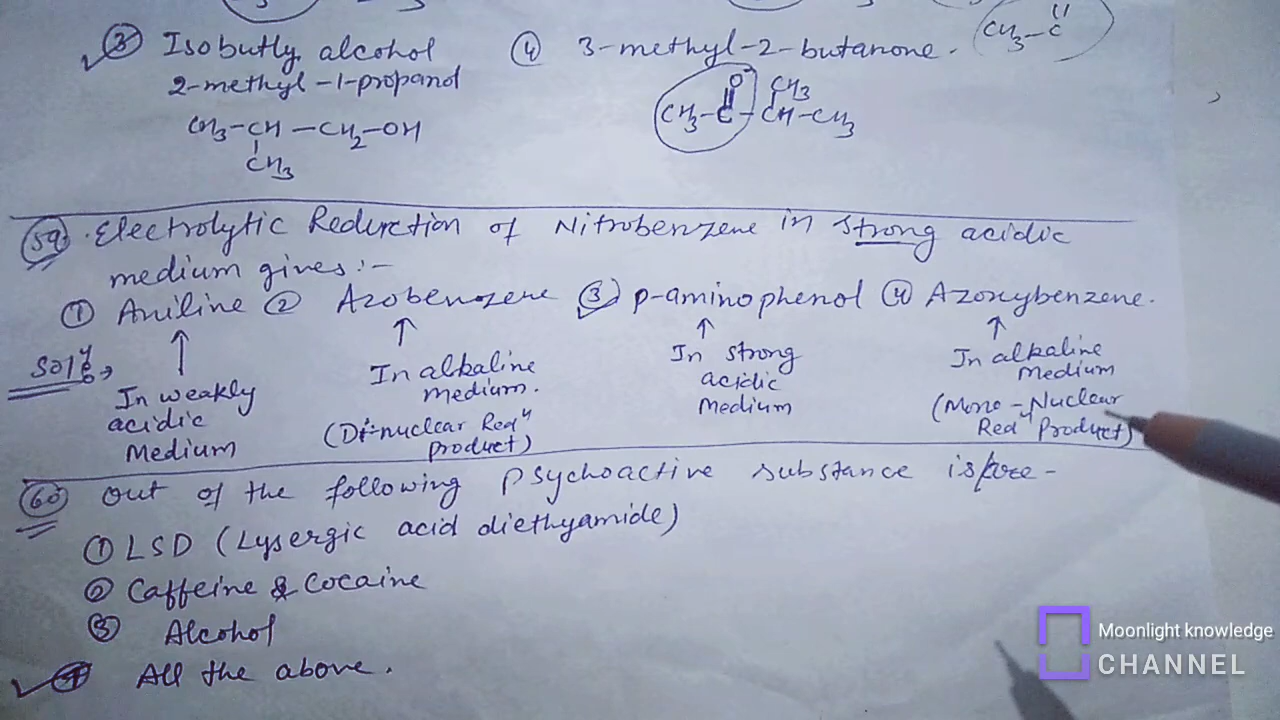 CH3-C
③ Isobutly alcohol ④ 3-methyl-2-butanone.
2-methyl-1-propanol
O CH3
CH3-CH-CH2-OH CH3-C-CH-CH3
CH3
59. Electrolytic Reduction of Nitrobenzene in strong acidic
medium gives:-
① Aniline ② Azobenzene ③ p-aminophenol ④ Azoxybenzene.
Solⁿ → In weakly acidic Medium
In alkaline medium. (Di-nuclear Redⁿ product)
In strong acidic Medium
In alkaline Medium (Mono-Nuclear Redⁿ Product)
60 Out of the following psychoactive substance is/are -
① LSD (Lysergic acid diethyamide)
② Caffeine & Cocaine
③ Alcohol
④ All the above.
Moonlight knowledge
CHANNEL